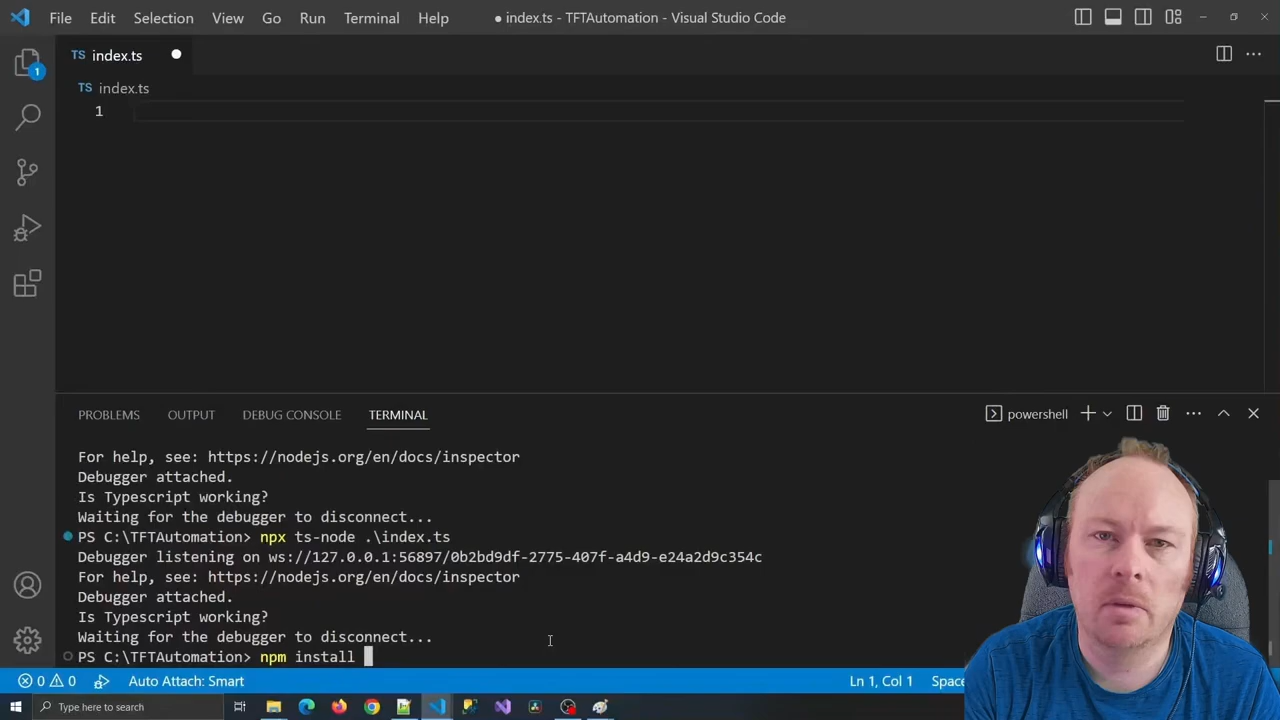 File Edit Selection View Go Run Terminal Help
● index.ts - TFTAutomation - Visual Studio Code
TS index.ts
1
TS index.ts
1
PROBLEMS OUTPUT DEBUG CONSOLE TERMINAL
powershell
For help, see: https://nodejs.org/en/docs/inspector
Debugger attached.
Is Typescript working?
Waiting for the debugger to disconnect...
PS C:\TFTAutomation> npx ts-node .\index.ts
Debugger listening on ws://127.0.0.1:56897/0b2bd9df-2775-407f-a4d9-e24a2d9c354c
For help, see: https://nodejs.org/en/docs/inspector
Debugger attached.
Is Typescript working?
Waiting for the debugger to disconnect...
PS C:\TFTAutomation> npm install
0 0 Auto Attach: Smart
Ln 1, Col 1
Space
Type here to search